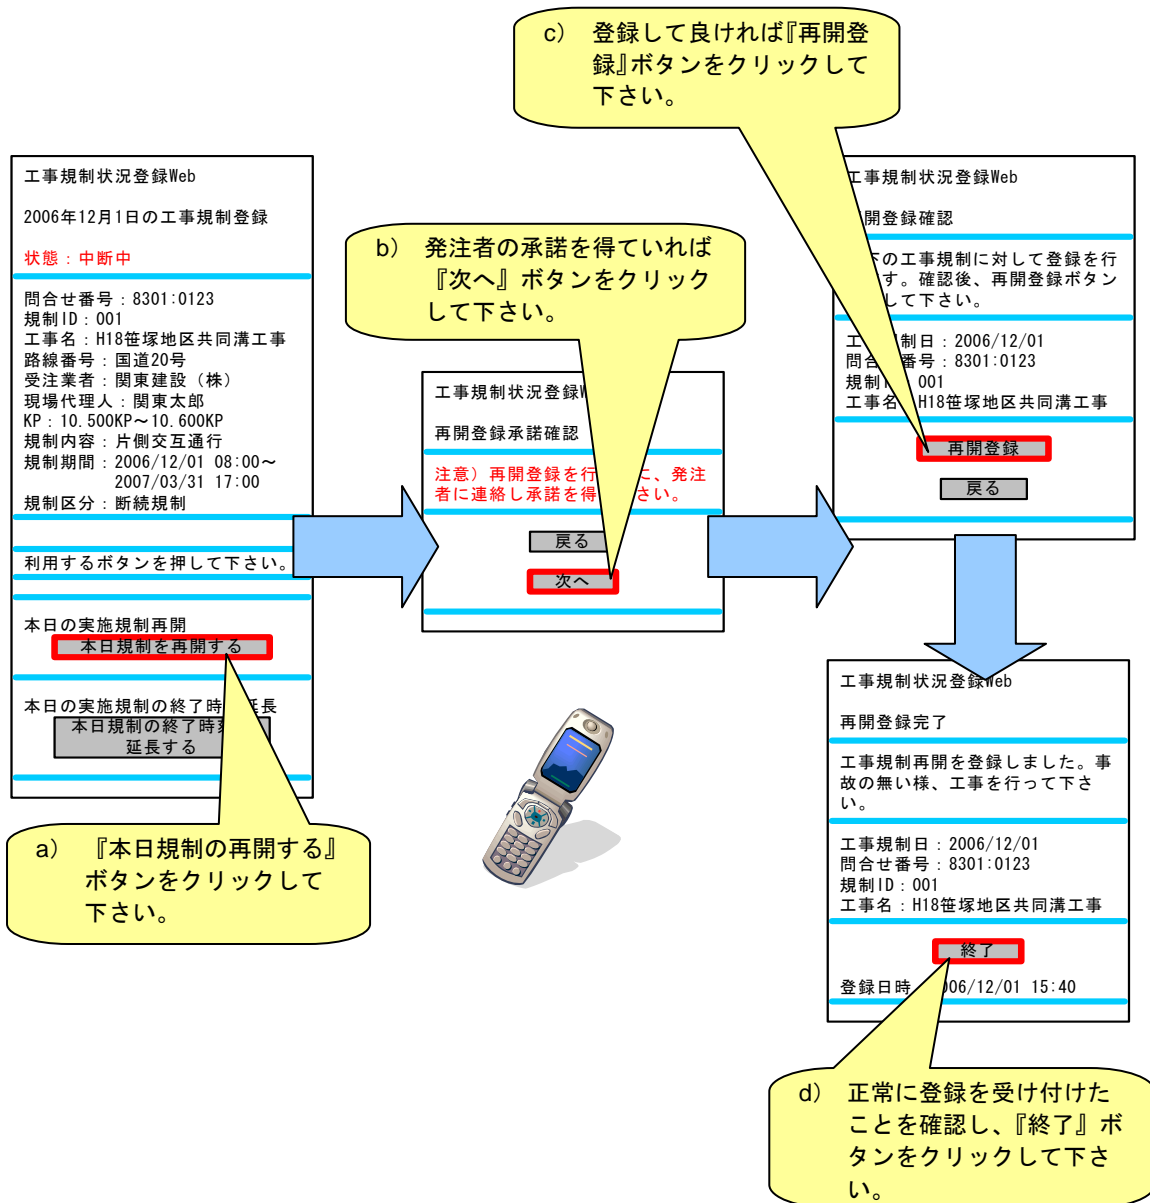 c) 登録して良ければ『再開登
録』ボタンをクリックして
下さい。
工事規制状況登録Web
2006年12月1日の工事規制登録
状態：中断中
問合せ番号：8301:0123
規制ID：001
工事名：H18笹塚地区共同溝工事
路線番号：国道20号
受注業者：関東建設（株）
現場代理人：関東太郎
KP：10.500KP～10.600KP
規制内容：片側交互通行
規制期間：2006/12/01 08:00～
2007/03/31 17:00
規制区分：断続規制
利用するボタンを押して下さい。
本日の実施規制再開
本日規制を再開する
本日の実施規制の終了時 延長
本日規制の終了時刻
延長する
a) 『本日規制の再開する』
ボタンをクリックして
下さい。
b) 発注者の承諾を得ていれば
『次へ』ボタンをクリック
して下さい。
工事規制状況登録W
再開登録承諾確認
注意）再開登録を行 に、発注
者に連絡し承諾を得 さい。
戻る
次へ
工事規制状況登録Web
開登録確認
下の工事規制に対して登録を行
す。確認後、再開登録ボタン
して下さい。
工 制日：2006/12/01
問合 番号：8301:0123
規制I 001
工事名 H18笹塚地区共同溝工事
再開登録
戻る
工事規制状況登録Web
再開登録完了
工事規制再開を登録しました。事
故の無い様、工事を行って下さ
い。
工事規制日：2006/12/01
問合せ番号：8301:0123
規制ID：001
工事名：H18笹塚地区共同溝工事
終了
登録日時 006/12/01 15:40
d) 正常に登録を受け付けた
ことを確認し、『終了』ボ
タンをクリックして下さ
い。